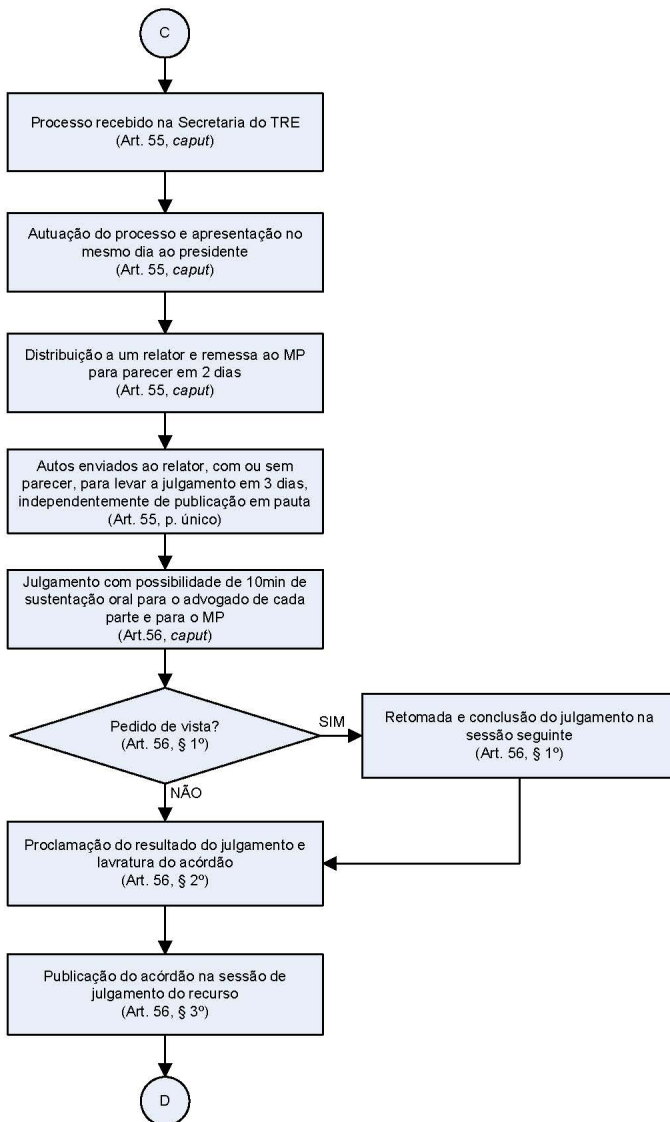 C
Processo recebido na Secretaria do TRE
(Art. 55, caput)
Autuação do processo e apresentação no
mesmo dia ao presidente
(Art. 55, caput)
Distribuição a um relator e remessa ao MP
para parecer em 2 dias
(Art. 55, caput)
Autos enviados ao relator, com ou sem
parecer, para levar a julgamento em 3 dias,
independentemente de publicação em pauta
(Art. 55, p. único)
Julgamento com possibilidade de 10min de
sustentação oral para o advogado de cada
parte e para o MP
(Art.56, caput)
Pedido de vista?
(Art. 56, § 1º)
SIM
Retomada e conclusão do julgamento na
sessão seguinte
(Art. 56, § 1º)
NÃO
Proclamação do resultado do julgamento e
lavratura do acórdão
(Art. 56, § 2º)
Publicação do acórdão na sessão de
julgamento do recurso
(Art. 56, § 3º)
D